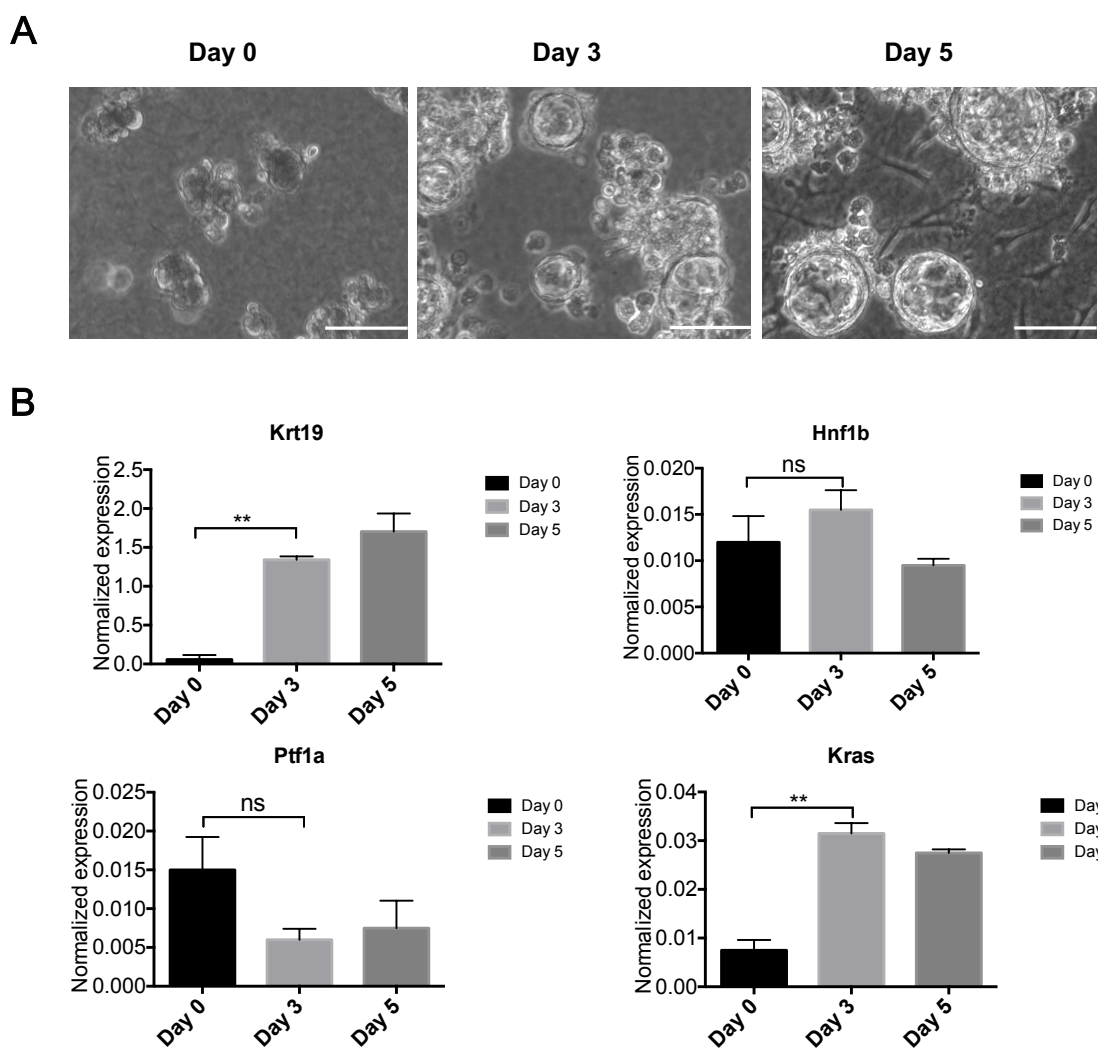 A
Day 0
Day 3
Day 5
B
Krt19
Normalized expression
2.5
2.0
1.5
1.0
0.5
0.0
**
Day 0
Day 3
Day 5
Day 0
Day 3
Day 5
Hnf1b
Normalized expression
0.020
0.015
0.010
0.005
0.000
ns
Day 0
Day 3
Day 5
Day 0
Day 3
Day 5
Ptf1a
Normalized expression
0.025
0.020
0.015
0.010
0.005
0.000
ns
Day 0
Day 3
Day 5
Day 0
Day 3
Day 5
Kras
Normalized expression
0.04
0.03
0.02
0.01
0.00
**
Day 0
Day 3
Day 5
Day
Day
Day